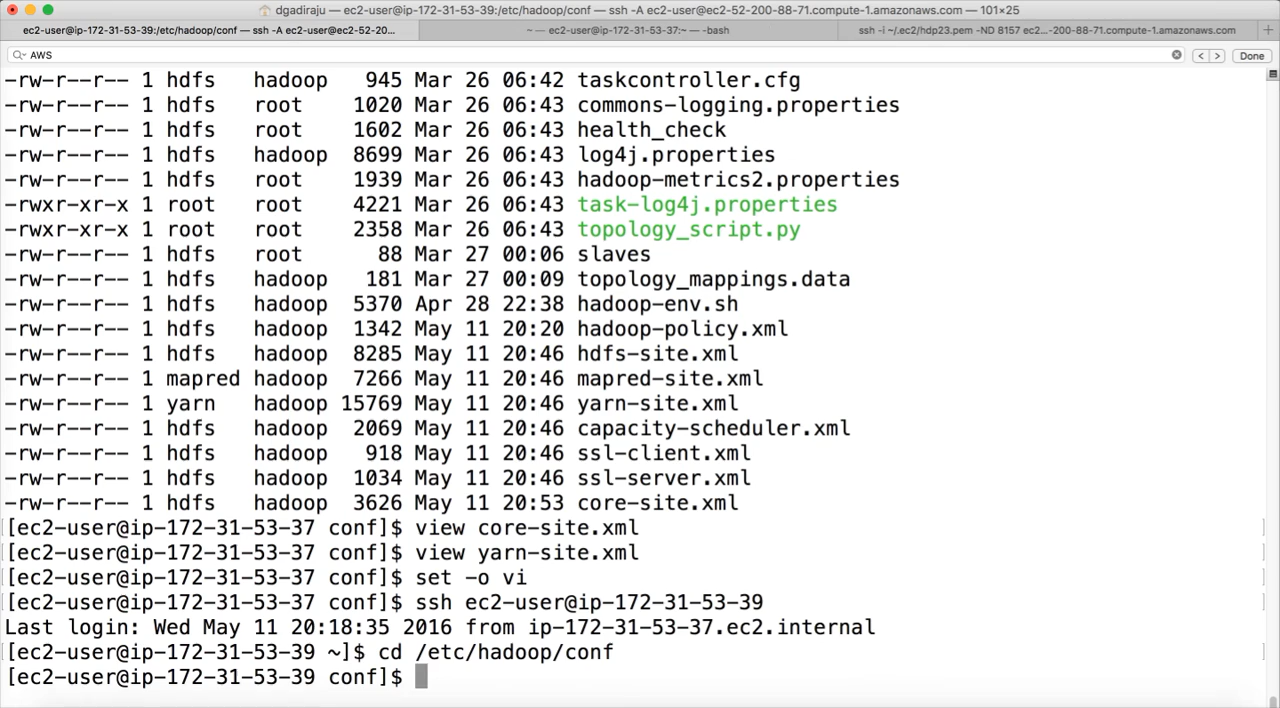 dgadiraju — ec2-user@ip-172-31-53-39:/etc/hadoop/conf — ssh -A ec2-user@ec2-52-200-88-71.compute-1.amazonaws.com — 101×25
ec2-user@ip-172-31-53-39:/etc/hadoop/conf — ssh -A ec2-user@ec2-52-20...
~ — ec2-user@ip-172-31-53-37:~ — -bash
ssh -i ~/.ec2/hdp23.pem -ND 8157 ec2...-200-88-71.compute-1.amazonaws.com
AWS
Done
-rw-r--r-- 1 hdfs hadoop 945 Mar 26 06:42 taskcontroller.cfg
-rw-r--r-- 1 hdfs root 1020 Mar 26 06:43 commons-logging.properties
-rw-r--r-- 1 hdfs root 1602 Mar 26 06:43 health_check
-rw-r--r-- 1 hdfs hadoop 8699 Mar 26 06:43 log4j.properties
-rw-r--r-- 1 hdfs root 1939 Mar 26 06:43 hadoop-metrics2.properties
-rwxr-xr-x 1 root root 4221 Mar 26 06:43 task-log4j.properties
-rwxr-xr-x 1 root root 2358 Mar 26 06:43 topology_script.py
-rw-r--r-- 1 hdfs root 88 Mar 27 00:06 slaves
-rw-r--r-- 1 hdfs hadoop 181 Mar 27 00:09 topology_mappings.data
-rw-r--r-- 1 hdfs hadoop 5370 Apr 28 22:38 hadoop-env.sh
-rw-r--r-- 1 hdfs hadoop 1342 May 11 20:20 hadoop-policy.xml
-rw-r--r-- 1 hdfs hadoop 8285 May 11 20:46 hdfs-site.xml
-rw-r--r-- 1 mapred hadoop 7266 May 11 20:46 mapred-site.xml
-rw-r--r-- 1 yarn hadoop 15769 May 11 20:46 yarn-site.xml
-rw-r--r-- 1 hdfs hadoop 2069 May 11 20:46 capacity-scheduler.xml
-rw-r--r-- 1 hdfs hadoop 918 May 11 20:46 ssl-client.xml
-rw-r--r-- 1 hdfs hadoop 1034 May 11 20:46 ssl-server.xml
-rw-r--r-- 1 hdfs hadoop 3626 May 11 20:53 core-site.xml
[ec2-user@ip-172-31-53-37 conf]$ view core-site.xml
[ec2-user@ip-172-31-53-37 conf]$ view yarn-site.xml
[ec2-user@ip-172-31-53-37 conf]$ set -o vi
[ec2-user@ip-172-31-53-37 conf]$ ssh ec2-user@ip-172-31-53-39
Last login: Wed May 11 20:18:35 2016 from ip-172-31-53-37.ec2.internal
[ec2-user@ip-172-31-53-39 ~]$ cd /etc/hadoop/conf
[ec2-user@ip-172-31-53-39 conf]$